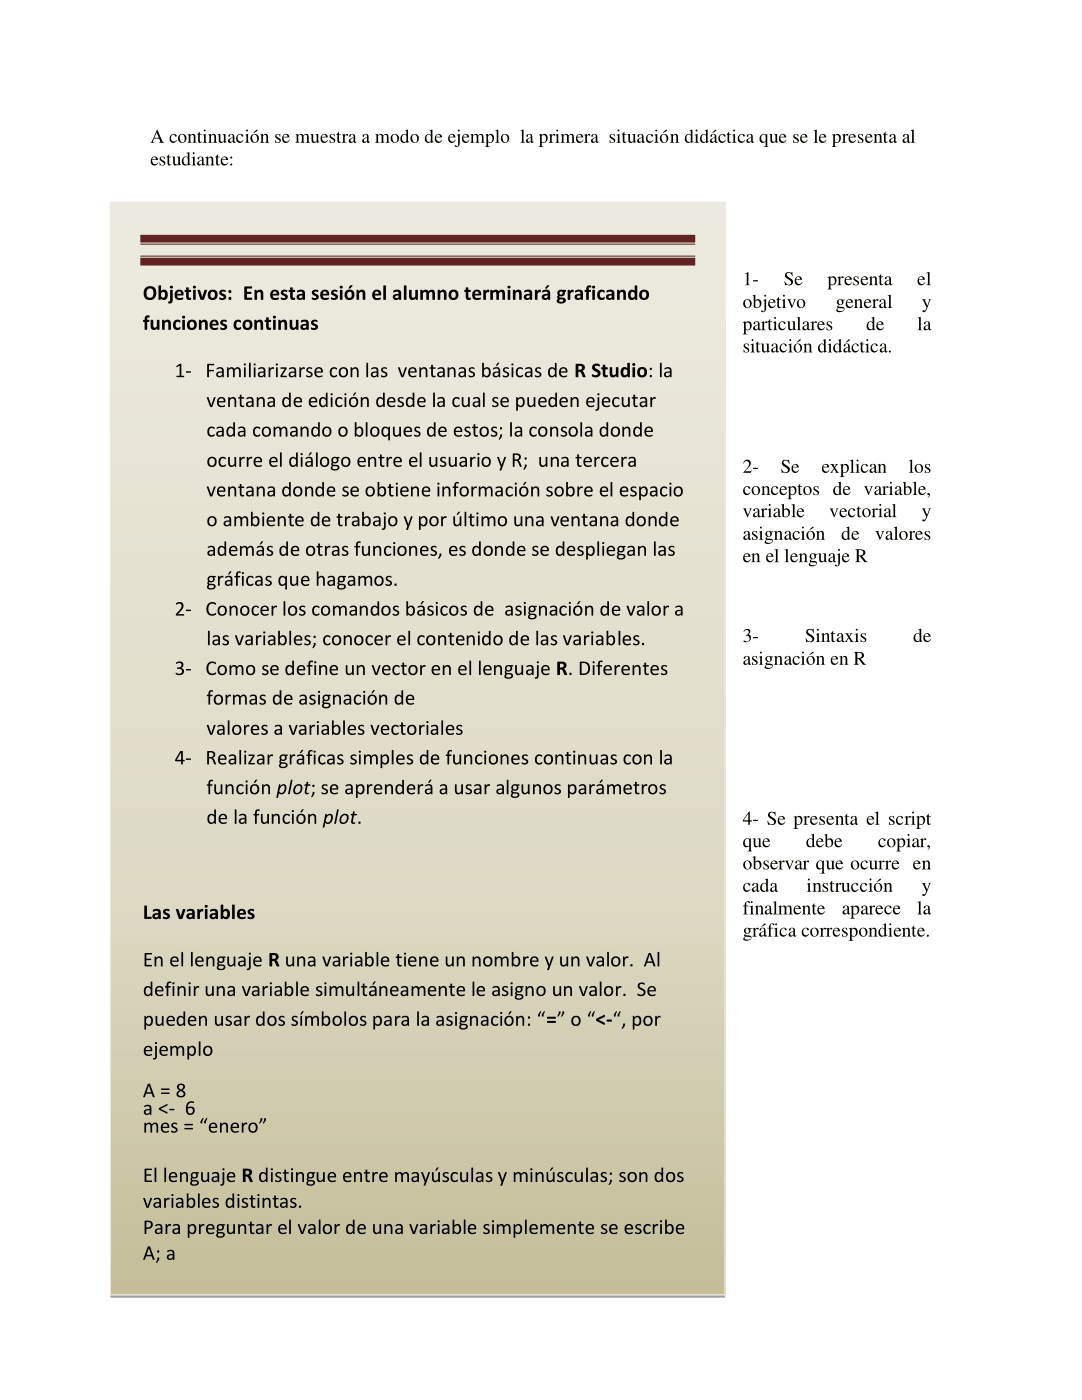 A continuación se muestra a modo de ejemplo  la primera  situación didáctica que se le presenta al
estudiante:
Objetivos:  En esta sesión el alumno terminará graficando
funciones continuas
1- Familiarizarse con las  ventanas básicas de R Studio: la
ventana de edición desde la cual se pueden ejecutar
cada comando o bloques de estos; la consola donde
ocurre el diálogo entre el usuario y R;  una tercera
ventana donde se obtiene información sobre el espacio
o ambiente de trabajo y por último una ventana donde
además de otras funciones, es donde se despliegan las
gráficas que hagamos.
2- Conocer los comandos básicos de  asignación de valor a
las variables; conocer el contenido de las variables.
3- Como se define un vector en el lenguaje R. Diferentes
formas de asignación de
valores a variables vectoriales
4- Realizar gráficas simples de funciones continuas con la
función plot; se aprenderá a usar algunos parámetros
de la función plot.
Las variables
En el lenguaje R una variable tiene un nombre y un valor.  Al
definir una variable simultáneamente le asigno un valor.  Se
pueden usar dos símbolos para la asignación: “=” o “<-“, por
ejemplo
A = 8
a <-  6
mes = “enero”
El lenguaje R distingue entre mayúsculas y minúsculas; son dos
variables distintas.
Para preguntar el valor de una variable simplemente se escribe
A; a
1- Se presenta el
objetivo general y
particulares de la
situación didáctica.
2- Se explican los
conceptos de variable,
variable vectorial y
asignación de valores
en el lenguaje R
3- Sintaxis de
asignación en R
4- Se presenta el script
que debe copiar,
observar que ocurre  en
cada instrucción y
finalmente aparece la
gráfica correspondiente.